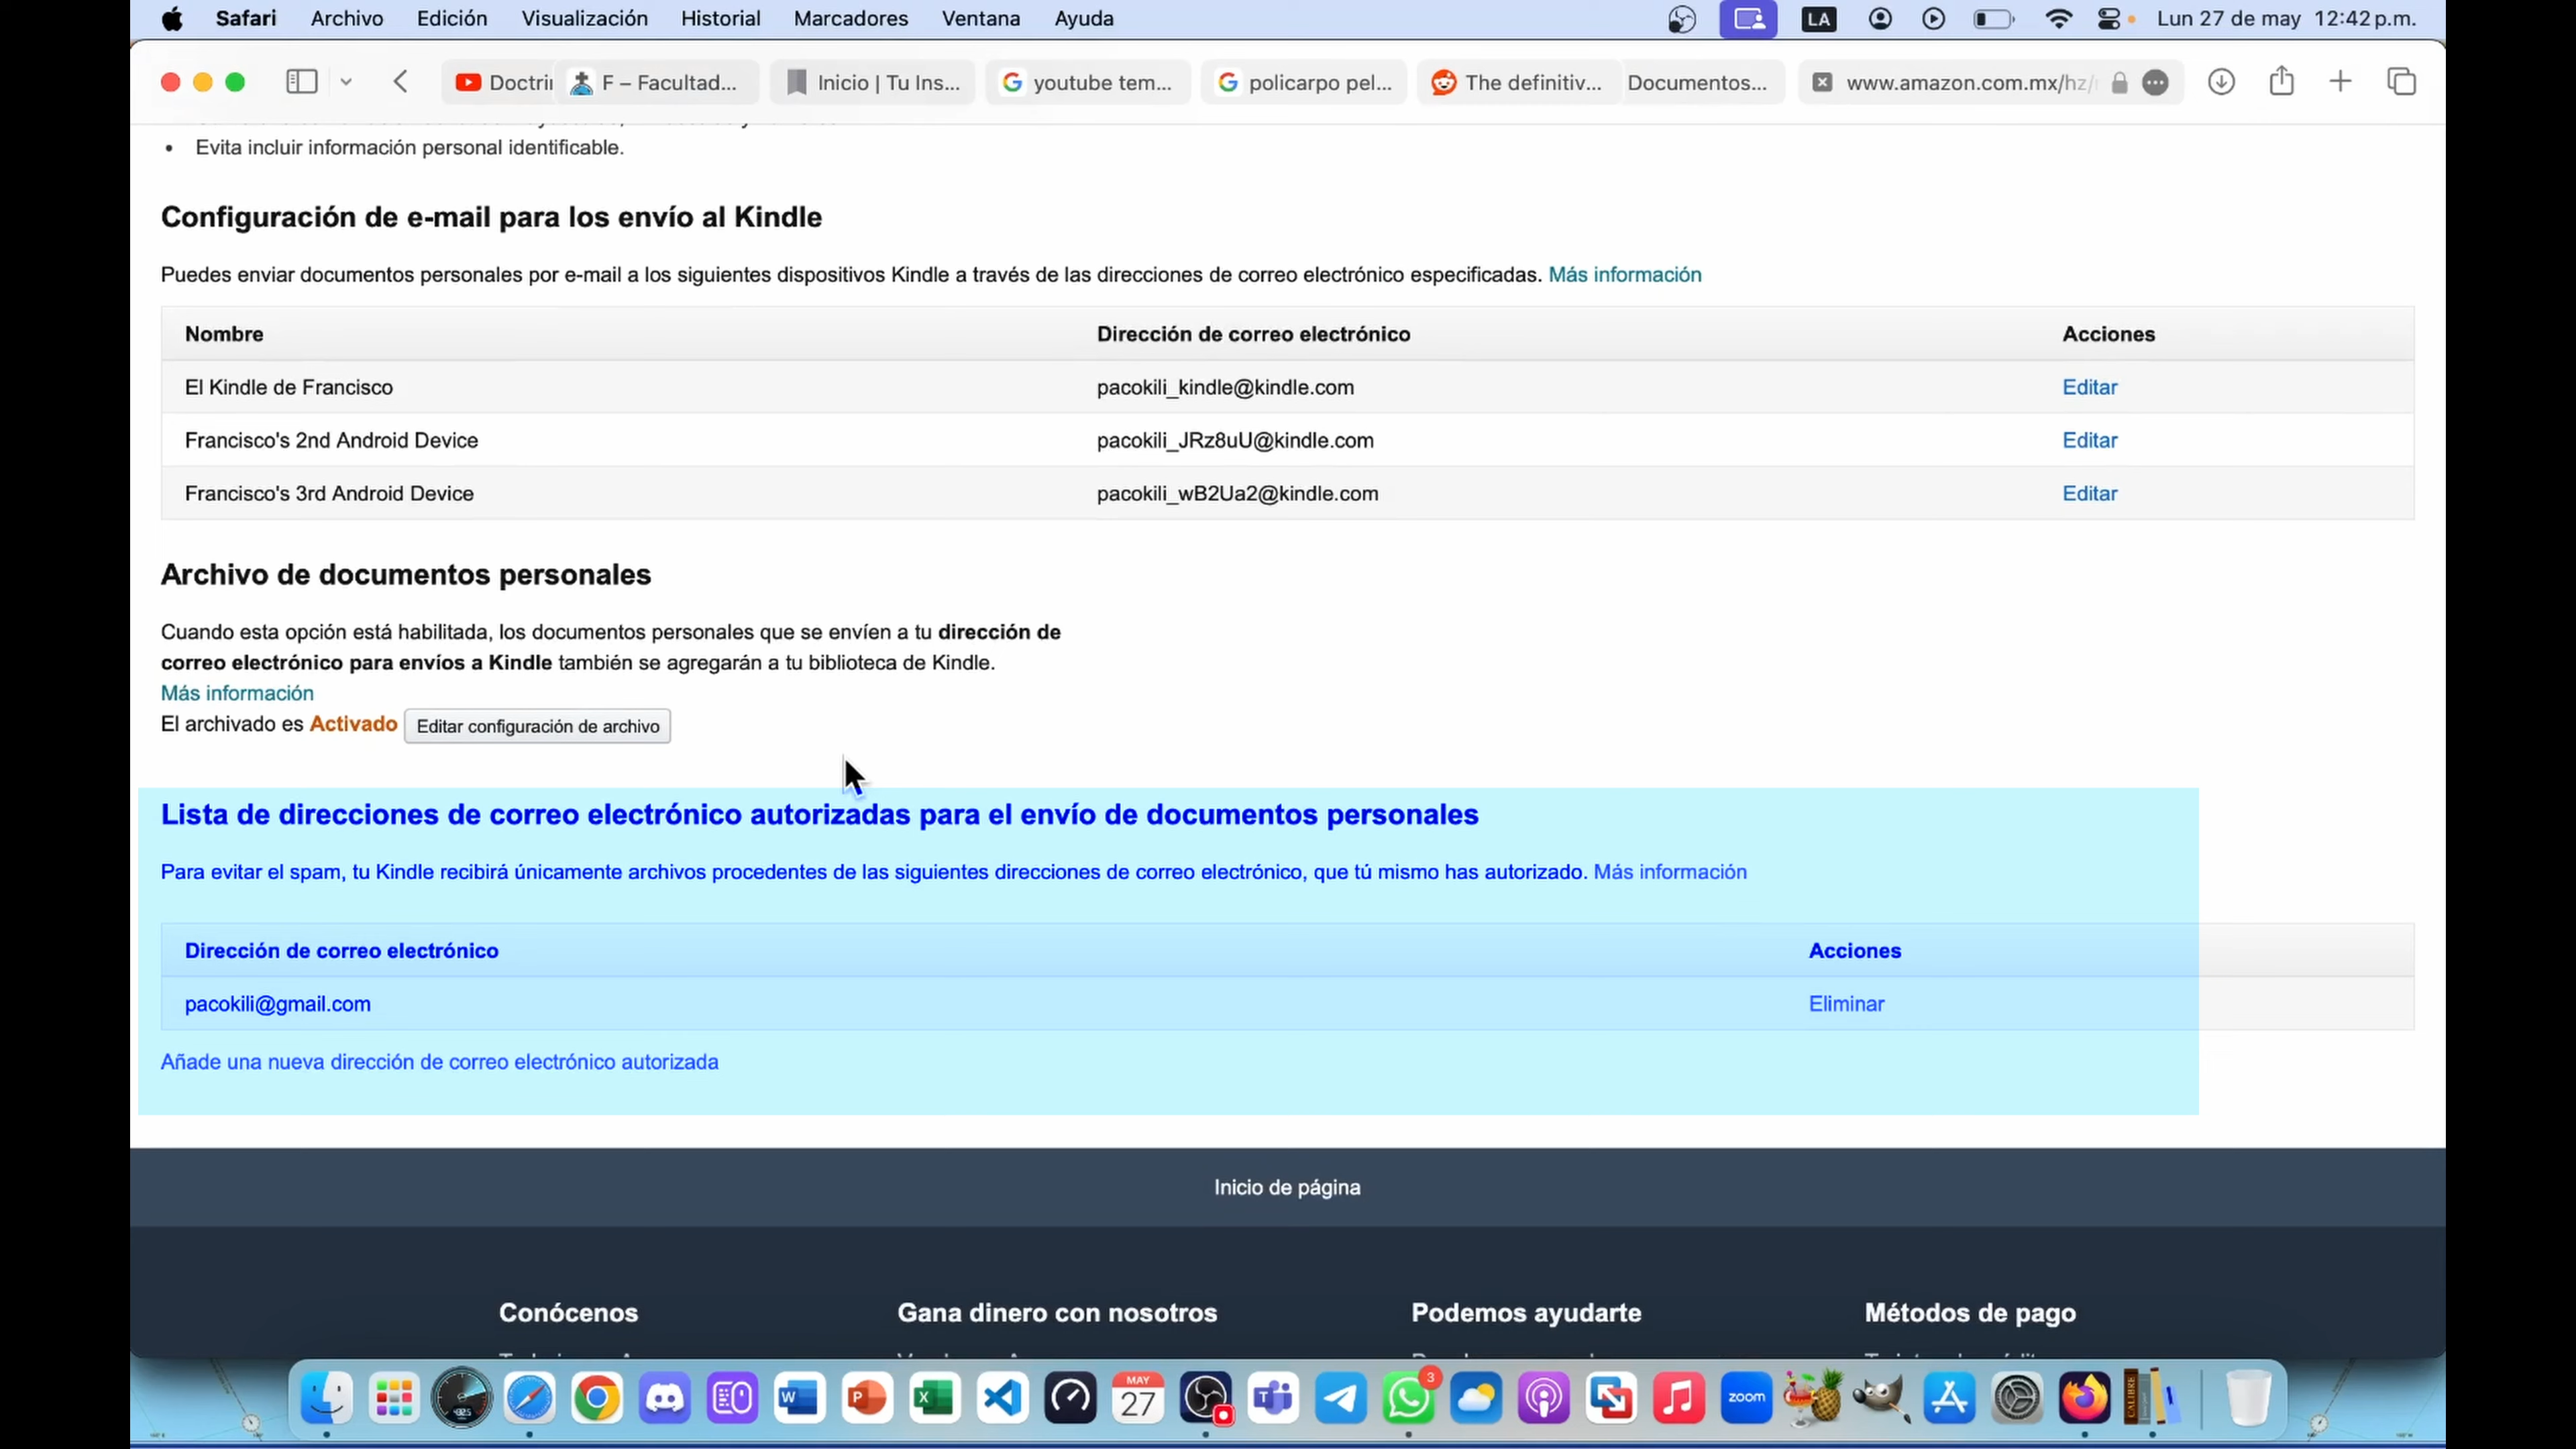 Safari Archivo Edición Visualización Historial Marcadores Ventana Ayuda LA Lun 27 de may 12:42 p.m.
Doctri F – Facultad... Inicio | Tu Ins... youtube tem... policarpo pel... The definitiv... Documentos... www.amazon.com.mx/hz/
• Evita incluir información personal identificable.
Configuración de e-mail para los envío al Kindle
Puedes enviar documentos personales por e-mail a los siguientes dispositivos Kindle a través de las direcciones de correo electrónico especificadas. Más información
Nombre Dirección de correo electrónico Acciones
El Kindle de Francisco pacokili_kindle@kindle.com Editar
Francisco's 2nd Android Device pacokili_JRz8uU@kindle.com Editar
Francisco's 3rd Android Device pacokili_wB2Ua2@kindle.com Editar
Archivo de documentos personales
Cuando esta opción está habilitada, los documentos personales que se envíen a tu dirección de
correo electrónico para envíos a Kindle también se agregarán a tu biblioteca de Kindle.
Más información
El archivado es Activado Editar configuración de archivo
Lista de direcciones de correo electrónico autorizadas para el envío de documentos personales
Para evitar el spam, tu Kindle recibirá únicamente archivos procedentes de las siguientes direcciones de correo electrónico, que tú mismo has autorizado. Más información
Dirección de correo electrónico Acciones
pacokili@gmail.com Eliminar
Añade una nueva dirección de correo electrónico autorizada
Inicio de página
Conócenos Gana dinero con nosotros Podemos ayudarte Métodos de pago
MAY 27 3 zoom CALIBRE